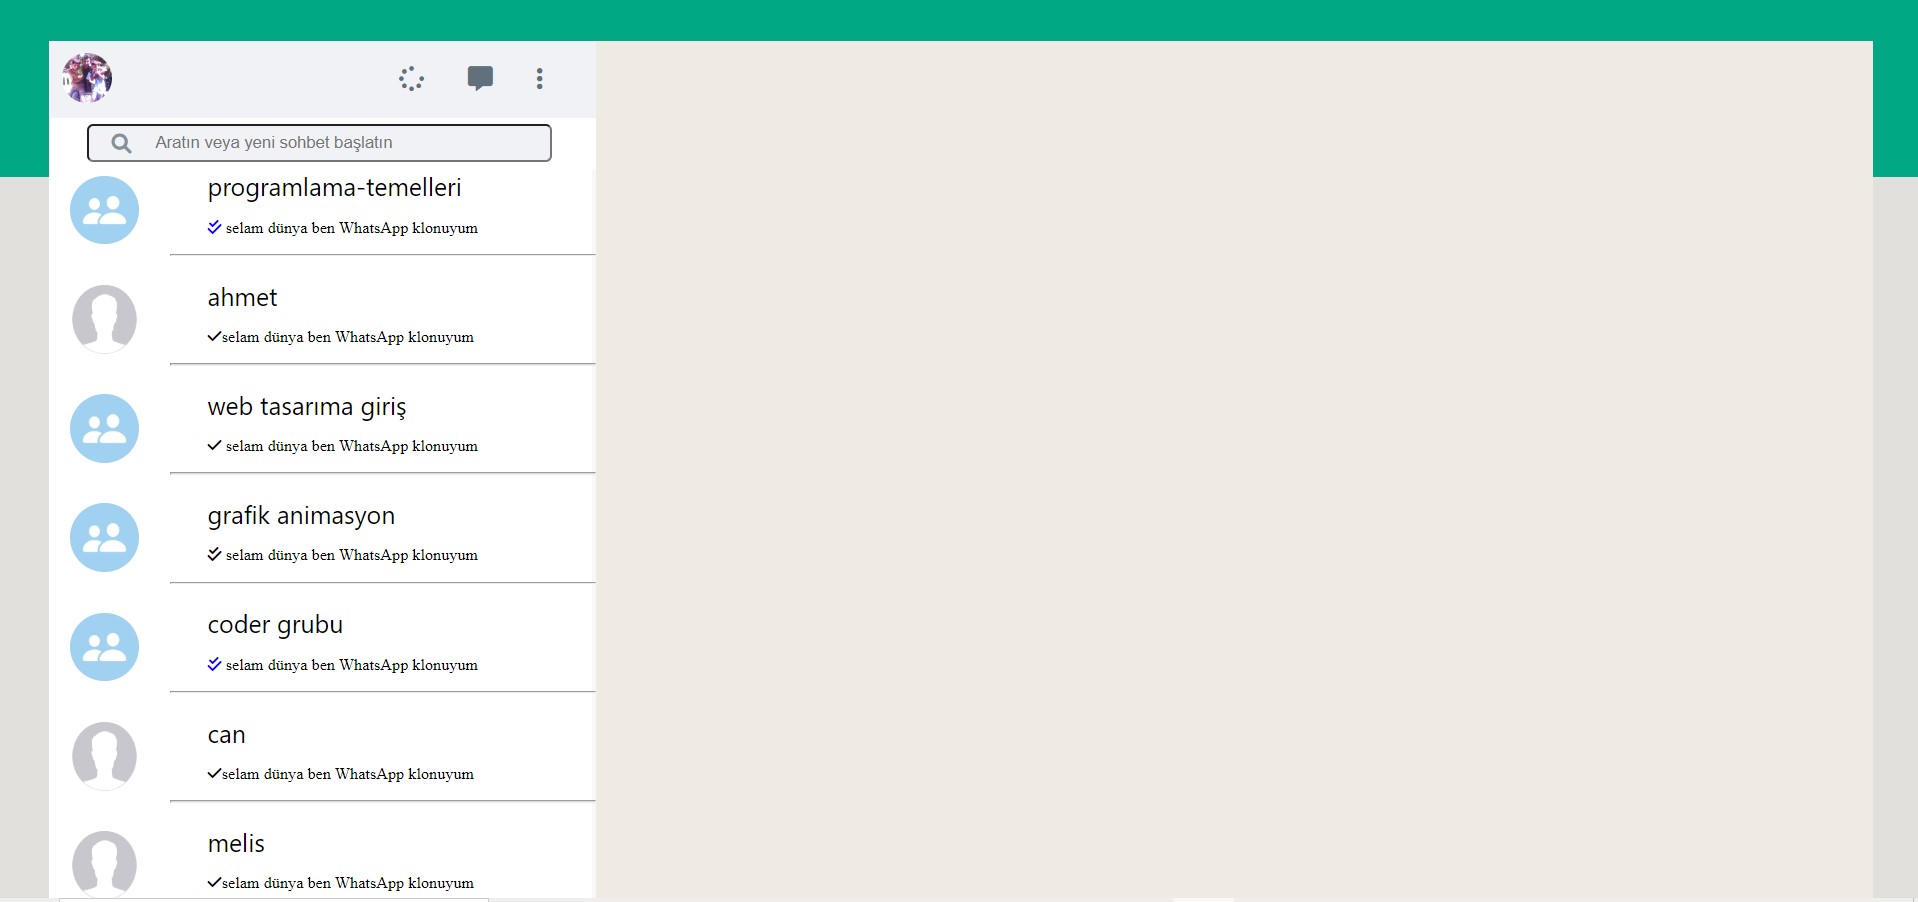 Aratın veya yeni sohbet başlatın
programlama-temelleri
selam dünya ben WhatsApp klonuyum
ahmet
selam dünya ben WhatsApp klonuyum
web tasarıma giriş
selam dünya ben WhatsApp klonuyum
grafik animasyon
selam dünya ben WhatsApp klonuyum
coder grubu
selam dünya ben WhatsApp klonuyum
can
selam dünya ben WhatsApp klonuyum
melis
selam dünya ben WhatsApp klonuyum